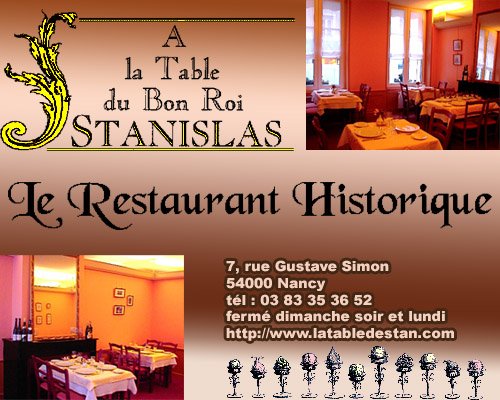 A
la Table
du Bon Roi
STANISLAS
Le Restaurant Historique
7, rue Gustave Simon
54000 Nancy
tél : 03 83 35 36 52
fermé dimanche soir et lundi
http://www.latabledestan.com